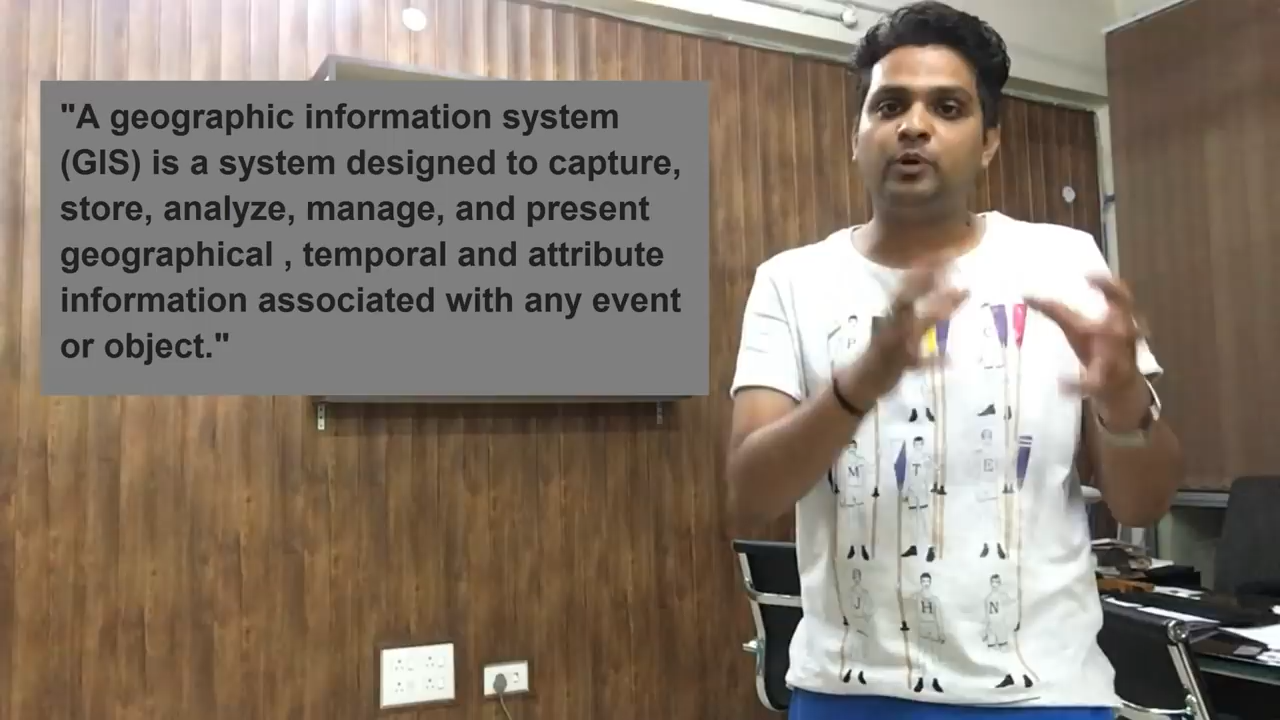 "A geographic information system
(GIS) is a system designed to capture,
store, analyze, manage, and present
geographical , temporal and attribute
information associated with any event
or object."
P C
M T E
J H N